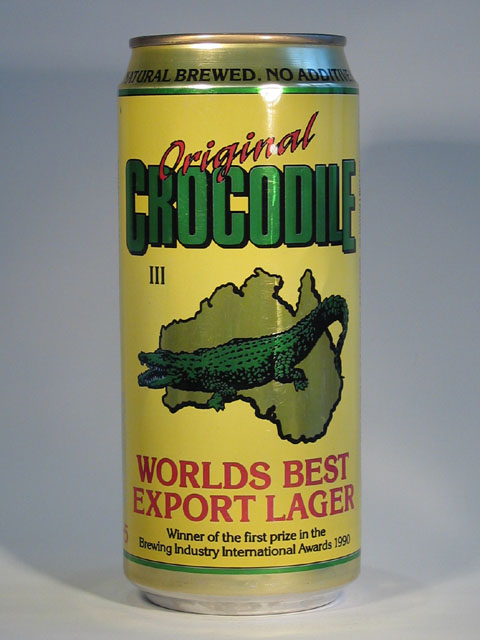 NATURAL BREWED. NO ADDITIVE
Original
CROCODILE
III
WORLDS BEST
EXPORT LAGER
Winner of the first prize in the
Brewing Industry International Awards 1990